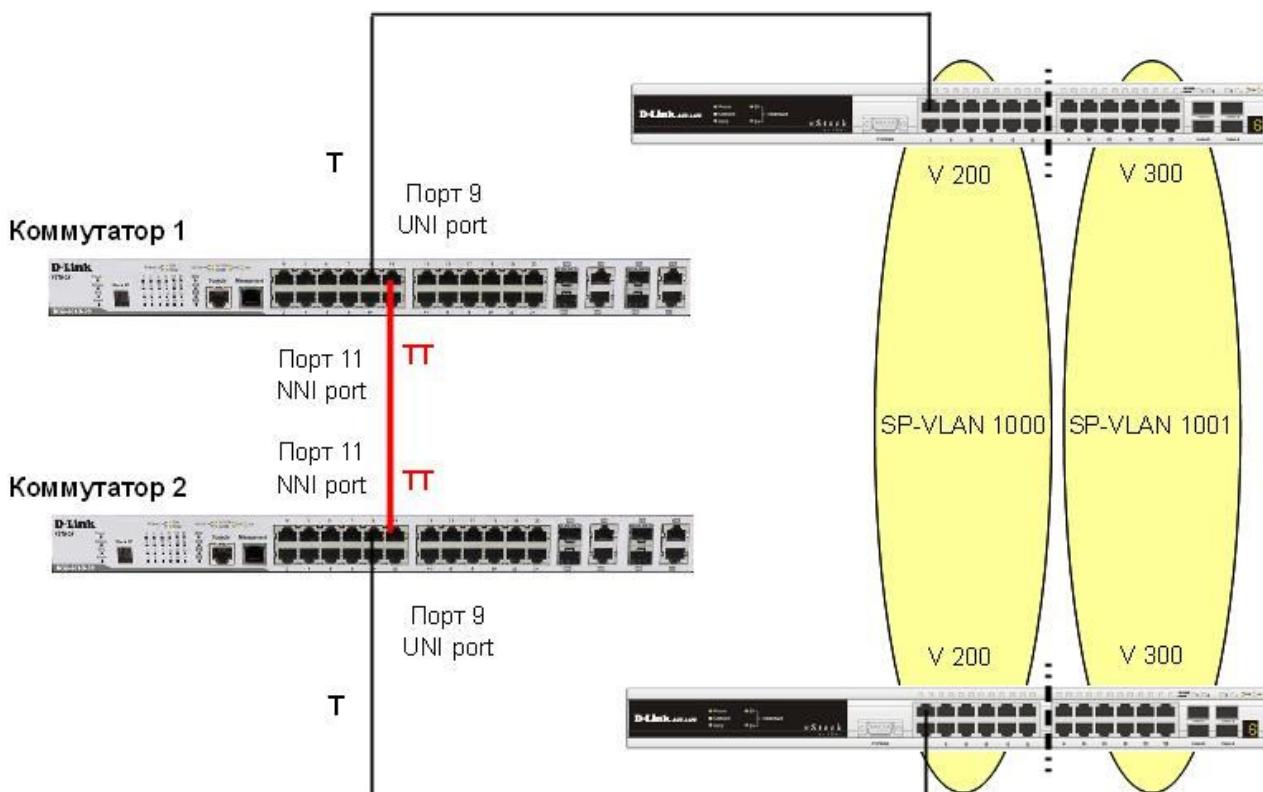 D-Link
T
V 200
V 300
Порт 9
UNI port
Коммутатор 1
D-Link
Порт 11
NNI port
TT
SP-VLAN 1000
SP-VLAN 1001
Порт 11
NNI port
TT
Коммутатор 2
D-Link
Порт 9
UNI port
V 200
V 300
T
D-Link